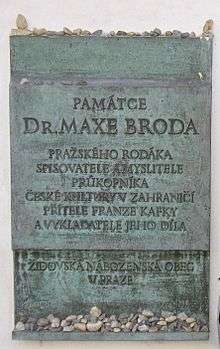 PAMÁTCE
DR. MAXE BRODA
PRAŽSKÉHO RODÁKA
SPISOVATELE A MYSLITELE
PRŮKOPNÍKA
ČESKÉ KULTURY V ZAHRANIČÍ
PŘÍTELE FRANZE KAFKY
A VYKLADATELE JEHO DÍLA
ŽIDOVSKÁ NÁBOŽENSKÁ OBEC
V PRAZE